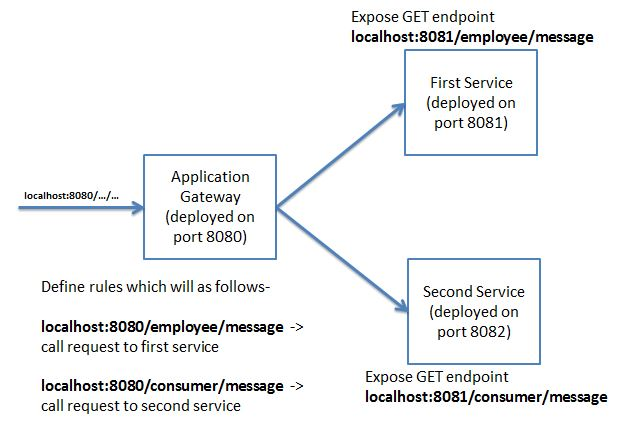 Expose GET endpoint
localhost:8081/employee/message
First Service
(deployed on
port 8081)
localhost:8080/.../...
Application
Gateway
(deployed on
port 8080)
Define rules which will as follows-
localhost:8080/employee/message ->
call request to first service
localhost:8080/consumer/message ->
call request to second service
Second Service
(deployed on
port 8082)
Expose GET endpoint
localhost:8081/consumer/message